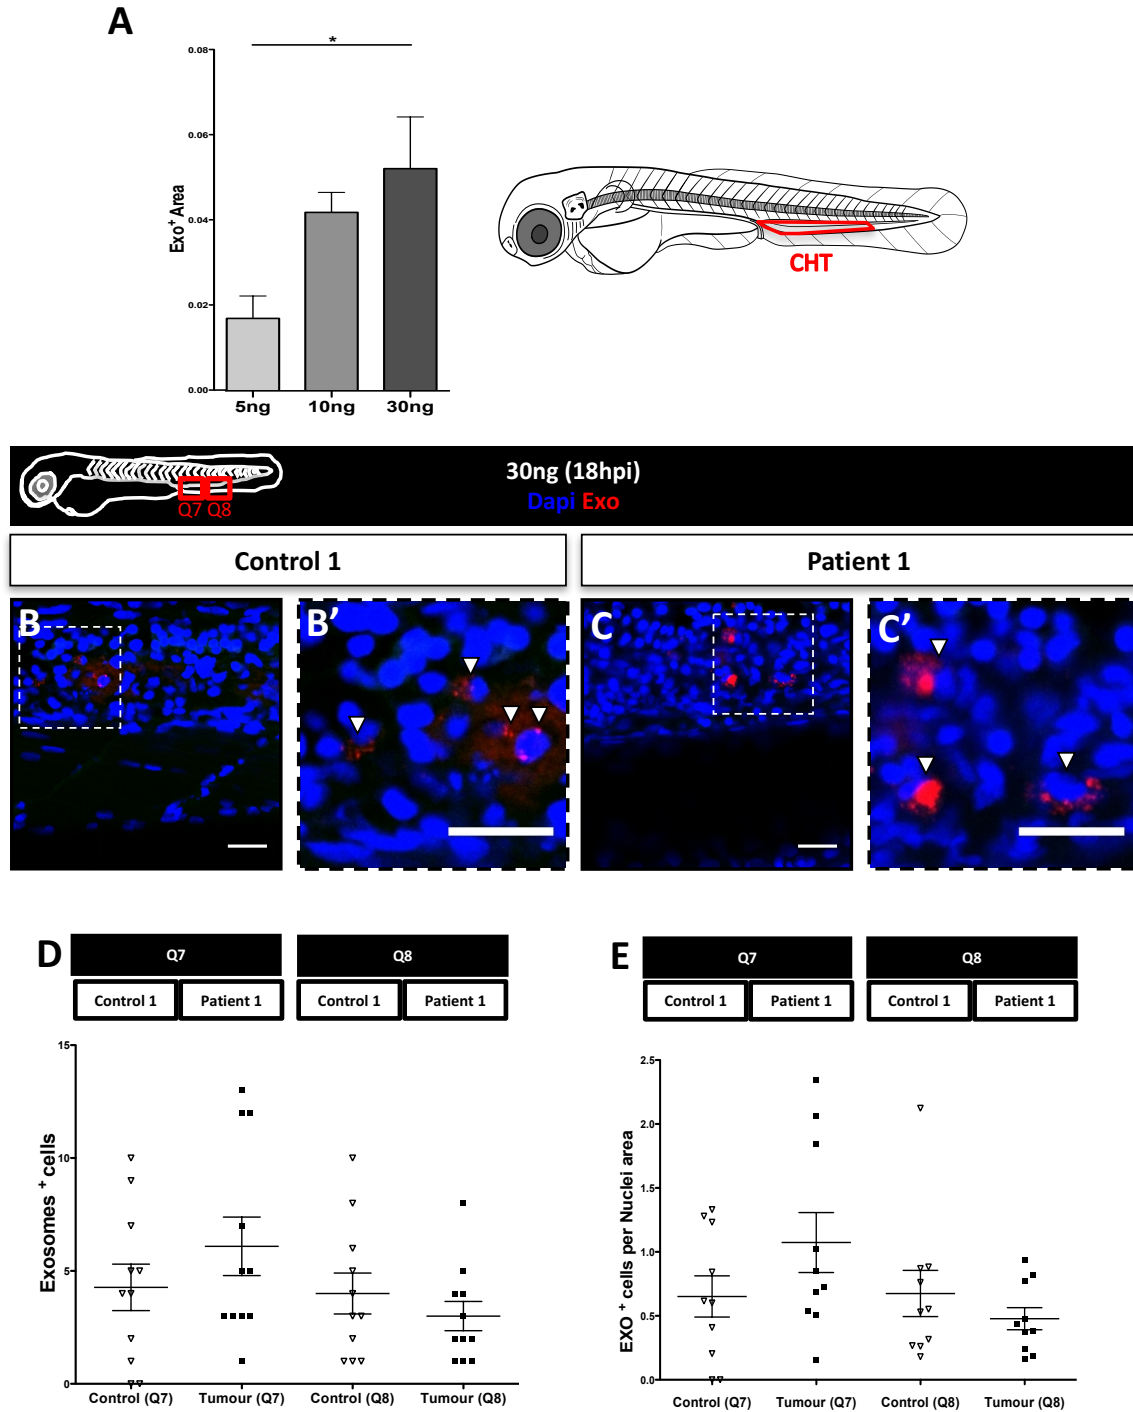 A
*
0.08
0.06
0.04
0.02
0.00
Exo+ Area
5ng 10ng 30ng
CHT
30ng (18hpi)
Dapi Exo
Q7 Q8
Control 1 Patient 1
B B' C C'
D
Q7 Q8
Control 1 Patient 1 Control 1 Patient 1
15
10
5
0
Exosomes + cells
Control (Q7) Tumour (Q7) Control (Q8) Tumour (Q8)
E
Q7 Q8
Control 1 Patient 1 Control 1 Patient 1
2.5
2.0
1.5
1.0
0.5
0.0
EXO + cells per Nuclei area
Control (Q7) Tumour (Q7) Control (Q8) Tumour (Q8)